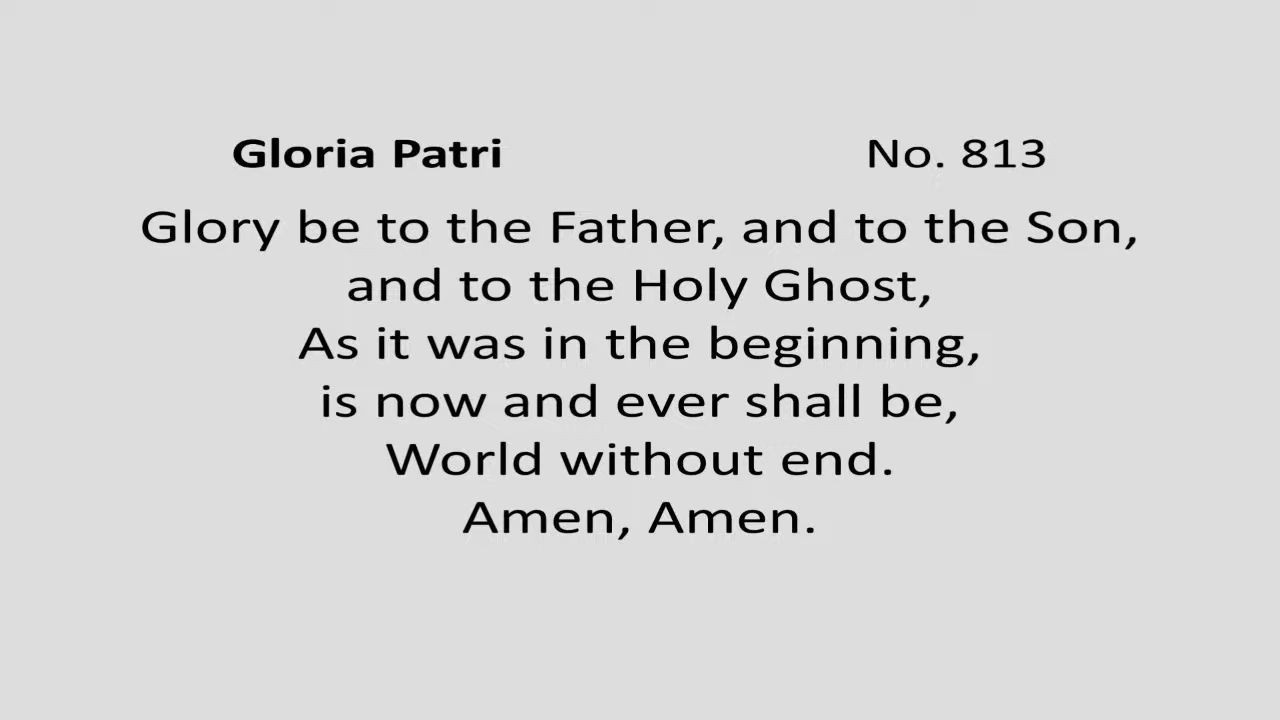 Gloria Patri No. 813
Glory be to the Father, and to the Son,
and to the Holy Ghost,
As it was in the beginning,
is now and ever shall be,
World without end.
Amen, Amen.